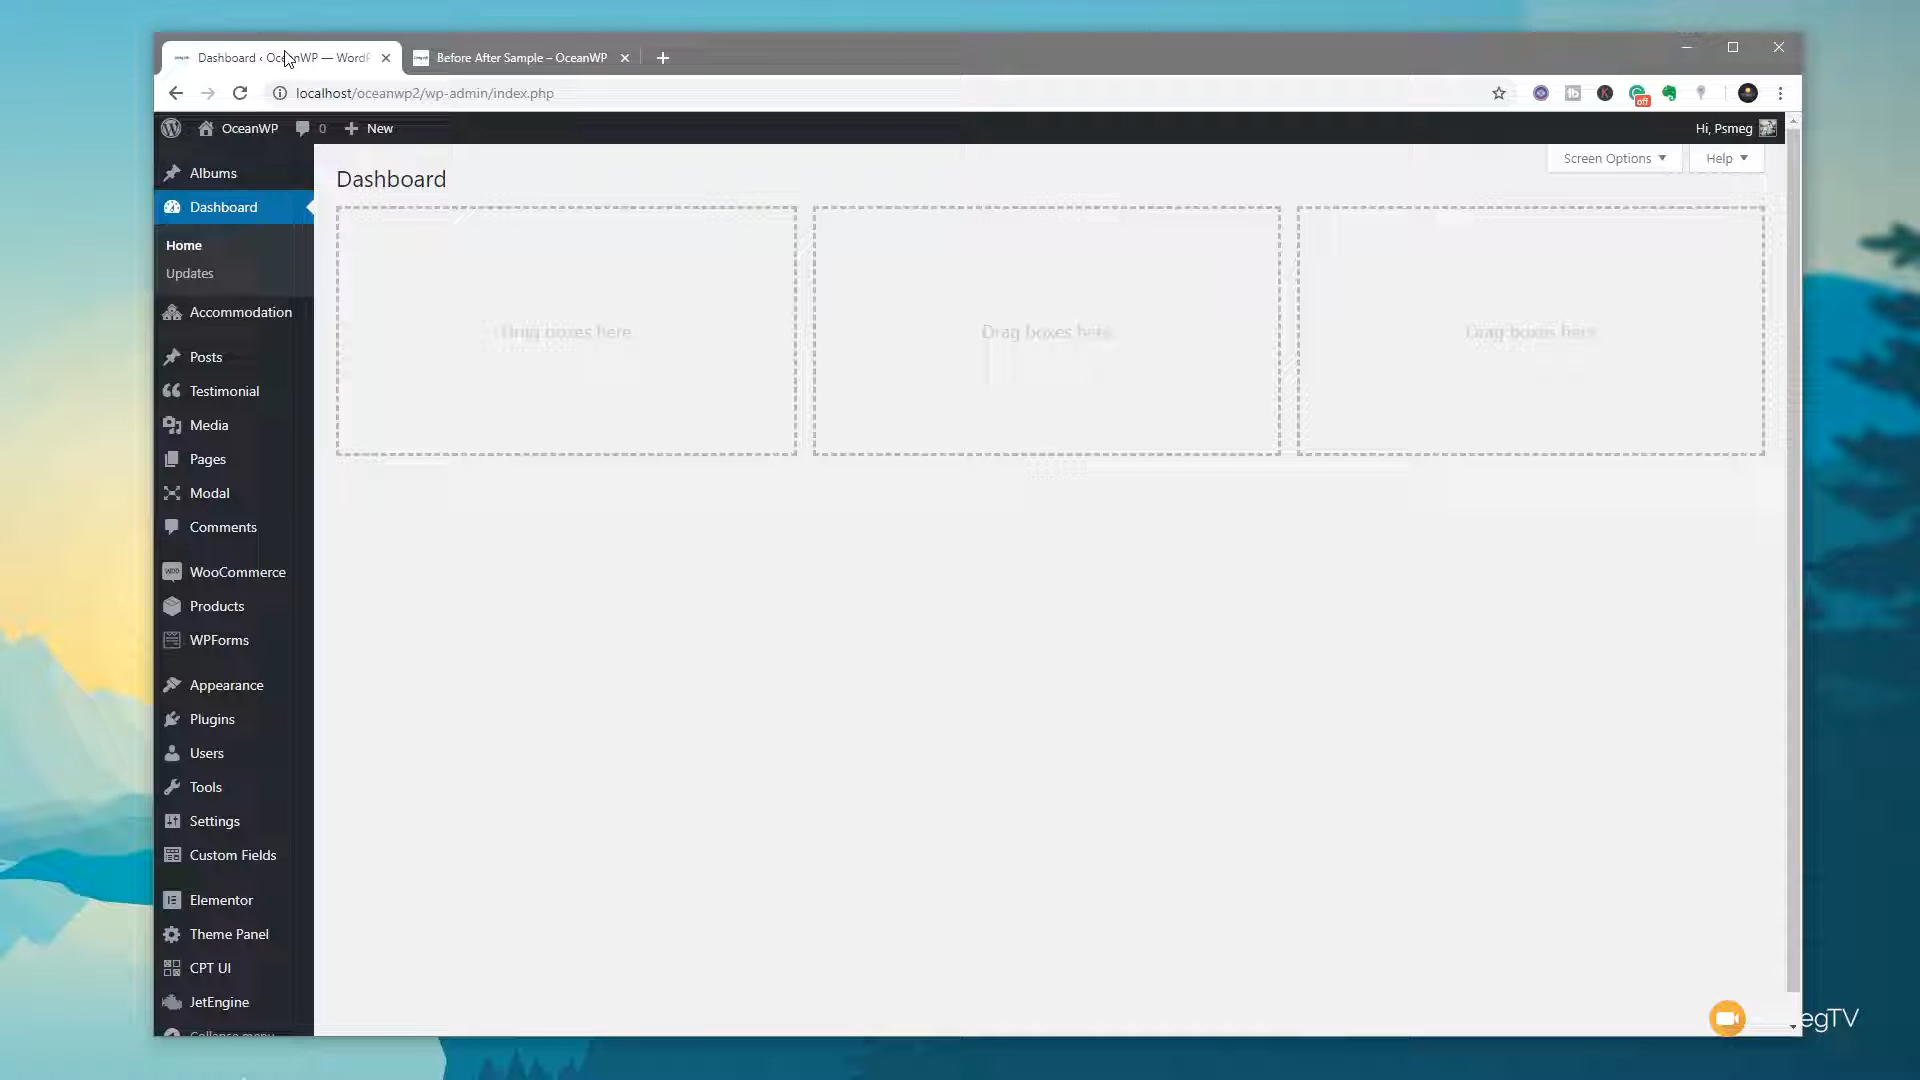 Dashboard ‹ OceanWP — WordP
Before After Sample – OceanWP
localhost/oceanwp2/wp-admin/index.php
off
OceanWP
0
New
Hi, Psmeg
Screen Options
Help
Albums
Dashboard
Dashboard
Home
Updates
Accommodation
Drag boxes here
Drag boxes here
Drag boxes here
Posts
Testimonial
Media
Pages
Modal
Comments
WooCommerce
Products
WPForms
Appearance
Plugins
Users
Tools
Settings
Custom Fields
Elementor
Theme Panel
CPT UI
JetEngine
Collapse menu
egTV